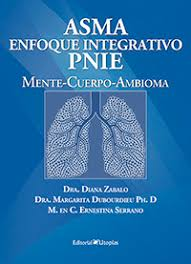 ASMA
ENFOQUE INTEGRATIVO
PNIE
MENTE-CUERPO-AMBIOMA
DRA. DIANA ZABALO
DRA. MARGARITA DUBOURDIEU PH. D
M. EN C. ERNESTINA SERRANO
Editorial Utopías